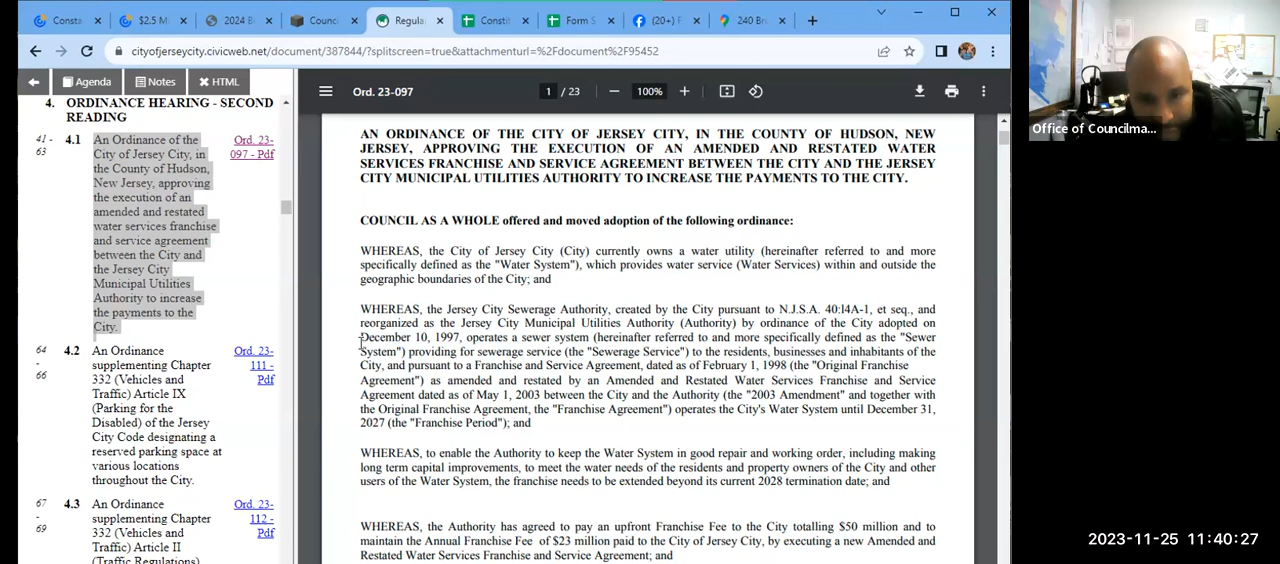 Consta
$2.5 M
2024 B
Counci
Regula
Constit
Form S
(20+) F
240 Br
cityofjerseycity.civicweb.net/document/387844/?splitscreen=true&attachmenturl=%2Fdocument%2F95452
Agenda
Notes
HTML
4. ORDINANCE HEARING - SECOND
READING
41 -
63
4.1 An Ordinance of the
City of Jersey City, in
the County of Hudson,
New Jersey, approving
the execution of an
amended and restated
water services franchise
and service agreement
between the City and
the Jersey City
Municipal Utilities
Authority to increase
the payments to the
City.
Ord. 23-
097 - Pdf
64
-
66
4.2 An Ordinance
supplementing Chapter
332 (Vehicles and
Traffic) Article IX
(Parking for the
Disabled) of the Jersey
City Code designating a
reserved parking space at
various locations
throughout the City.
Ord. 23-
111 -
Pdf
67
-
69
4.3 An Ordinance
supplementing Chapter
332 (Vehicles and
Traffic) Article II
(Traffic Regulations)
Ord. 23-
112 -
Pdf
Ord. 23-097
1 / 23
100%
AN ORDINANCE OF THE CITY OF JERSEY CITY, IN THE COUNTY OF HUDSON, NEW
JERSEY, APPROVING THE EXECUTION OF AN AMENDED AND RESTATED WATER
SERVICES FRANCHISE AND SERVICE AGREEMENT BETWEEN THE CITY AND THE JERSEY
CITY MUNICIPAL UTILITIES AUTHORITY TO INCREASE THE PAYMENTS TO THE CITY.
COUNCIL AS A WHOLE offered and moved adoption of the following ordinance:
WHEREAS, the City of Jersey City (City) currently owns a water utility (hereinafter referred to and more
specifically defined as the "Water System"), which provides water service (Water Services) within and outside the
geographic boundaries of the City; and
WHEREAS, the Jersey City Sewerage Authority, created by the City pursuant to N.J.S.A. 40:l4A-1, et seq., and
reorganized as the Jersey City Municipal Utilities Authority (Authority) by ordinance of the City adopted on
December 10, 1997, operates a sewer system (hereinafter referred to and more specifically defined as the "Sewer
System") providing for sewerage service (the "Sewerage Service") to the residents, businesses and inhabitants of the
City, and pursuant to a Franchise and Service Agreement, dated as of February 1, 1998 (the "Original Franchise
Agreement") as amended and restated by an Amended and Restated Water Services Franchise and Service
Agreement dated as of May 1, 2003 between the City and the Authority (the "2003 Amendment" and together with
the Original Franchise Agreement, the "Franchise Agreement") operates the City's Water System until December 31,
2027 (the "Franchise Period"); and
WHEREAS, to enable the Authority to keep the Water System in good repair and working order, including making
long term capital improvements, to meet the water needs of the residents and property owners of the City and other
users of the Water System, the franchise needs to be extended beyond its current 2028 termination date; and
WHEREAS, the Authority has agreed to pay an upfront Franchise Fee to the City totalling $50 million and to
maintain the Annual Franchise Fee of $23 million paid to the City of Jersey City, by executing a new Amended and
Restated Water Services Franchise and Service Agreement; and
Office of Councilma...
2023-11-25 11:40:27